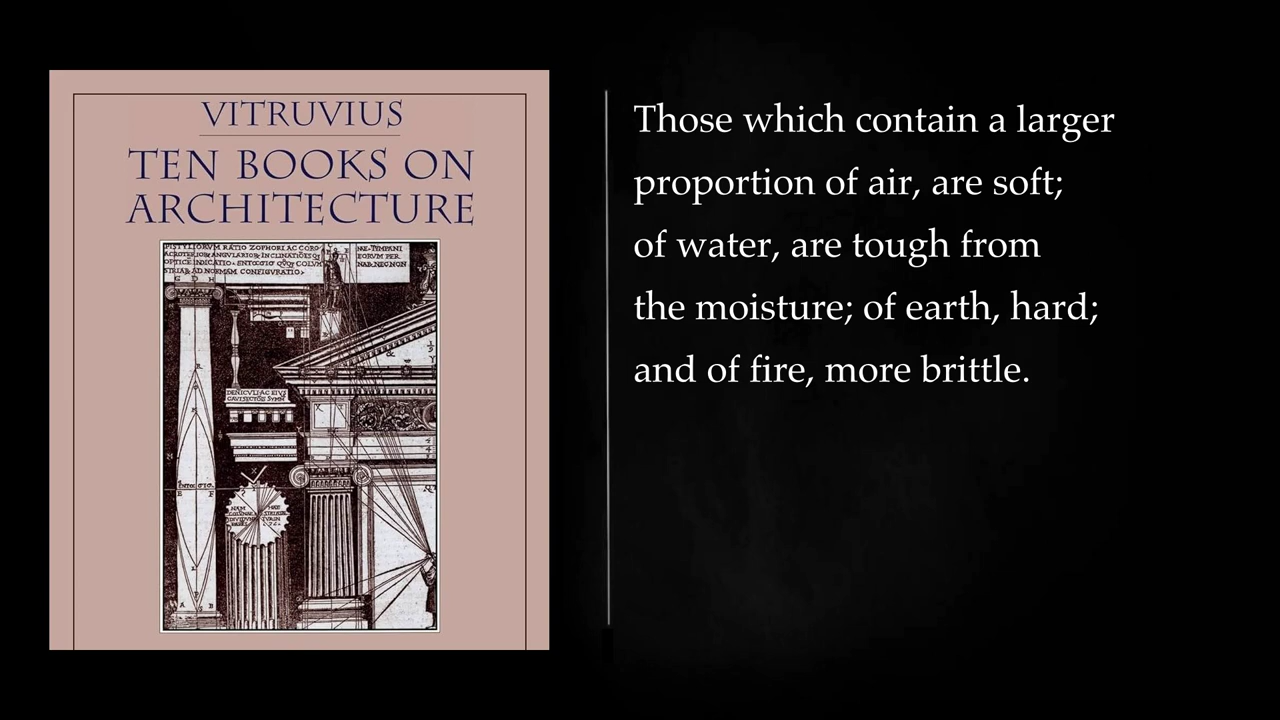 VITRUVIUS
TEN BOOKS ON
ARCHITECTURE
Those which contain a larger
proportion of air, are soft;
of water, are tough from
the moisture; of earth, hard;
and of fire, more brittle.